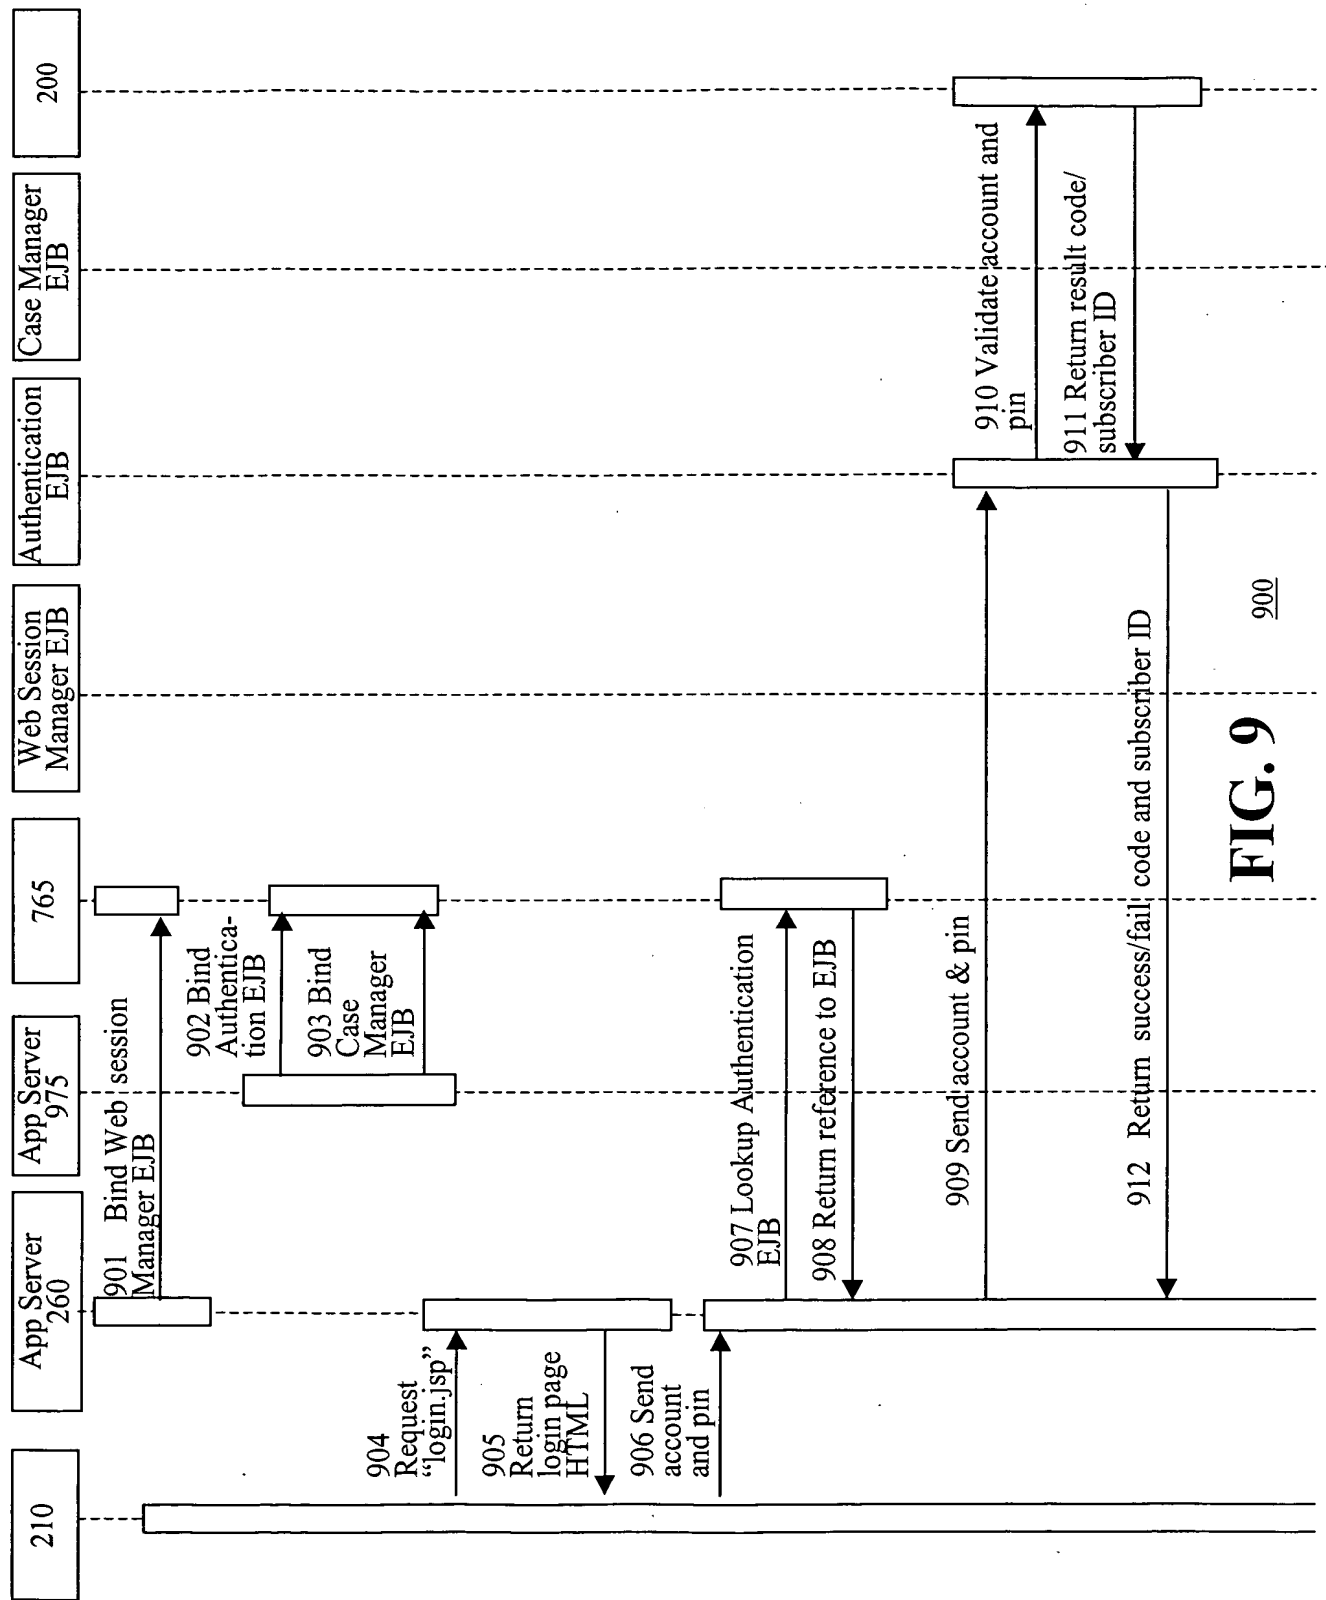 210
App Server
260
App Server
975
765
Web Session
Manager EJB
Authentication
EJB
Case Manager
EJB
200
901 Bind Web session
Manager EJB
902 Bind
Authentica-
tion EJB
903 Bind
Case
Manager
EJB
904
Request
“login.jsp”
905
Return
login page
HTML
906 Send
account
and pin
907 Lookup Authentication
EJB
908 Return reference to EJB
909 Send account & pin
910 Validate account and
pin
911 Return result code/
subscriber ID
912 Return success/fail code and subscriber ID
900
FIG. 9